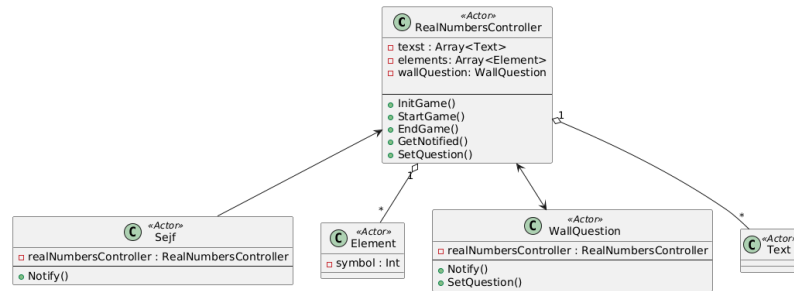 C «Actor»
RealNumbersController
texst : Array<Text>
elements: Array<Element>
wallQuestion: WallQuestion
InitGame()
StartGame()
EndGame()
GetNotified()
SetQuestion()
1
1
*
*
C «Actor»
Sejf
realNumbersController : RealNumbersController
Notify()
C «Actor»
Element
symbol : Int
C «Actor»
WallQuestion
realNumbersController : RealNumbersController
Notify()
SetQuestion()
C «Actor»
Text